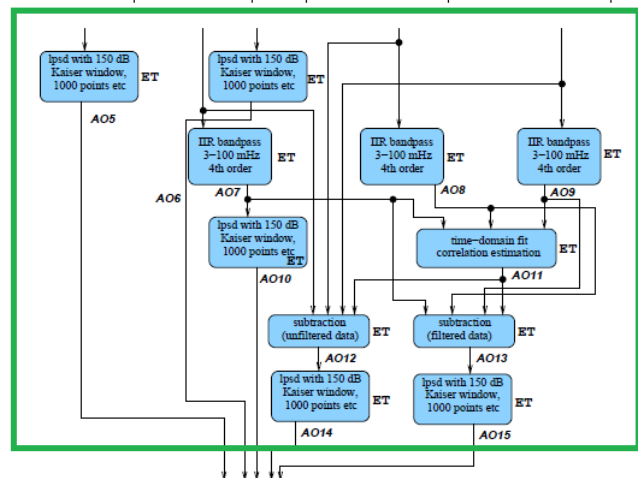 lpsd with 150 dB
Kaiser window,
1000 points etc
ET
AO5
lpsd with 150 dB
Kaiser window,
1000 points etc
ET
AO6
IIR bandpass
3−100 mHz
4th order
ET
AO7
IIR bandpass
3−100 mHz
4th order
ET
AO8
IIR bandpass
3−100 mHz
4th order
ET
AO9
lpsd with 150 dB
Kaiser window,
1000 points etc
ET
AO10
time−domain fit
correlation estimation
ET
AO11
subtraction
(unfiltered data)
ET
AO12
subtraction
(filtered data)
ET
AO13
lpsd with 150 dB
Kaiser window,
1000 points etc
ET
AO14
lpsd with 150 dB
Kaiser window,
1000 points etc
ET
AO15